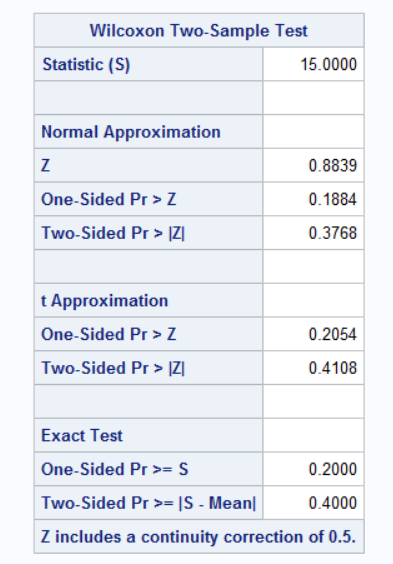 Wilcoxon Two-Sample Test
Statistic (S) 15.0000
Normal Approximation
Z 0.8839
One-Sided Pr > Z 0.1884
Two-Sided Pr > |Z| 0.3768
t Approximation
One-Sided Pr > Z 0.2054
Two-Sided Pr > |Z| 0.4108
Exact Test
One-Sided Pr >= S 0.2000
Two-Sided Pr >= |S - Mean| 0.4000
Z includes a continuity correction of 0.5.